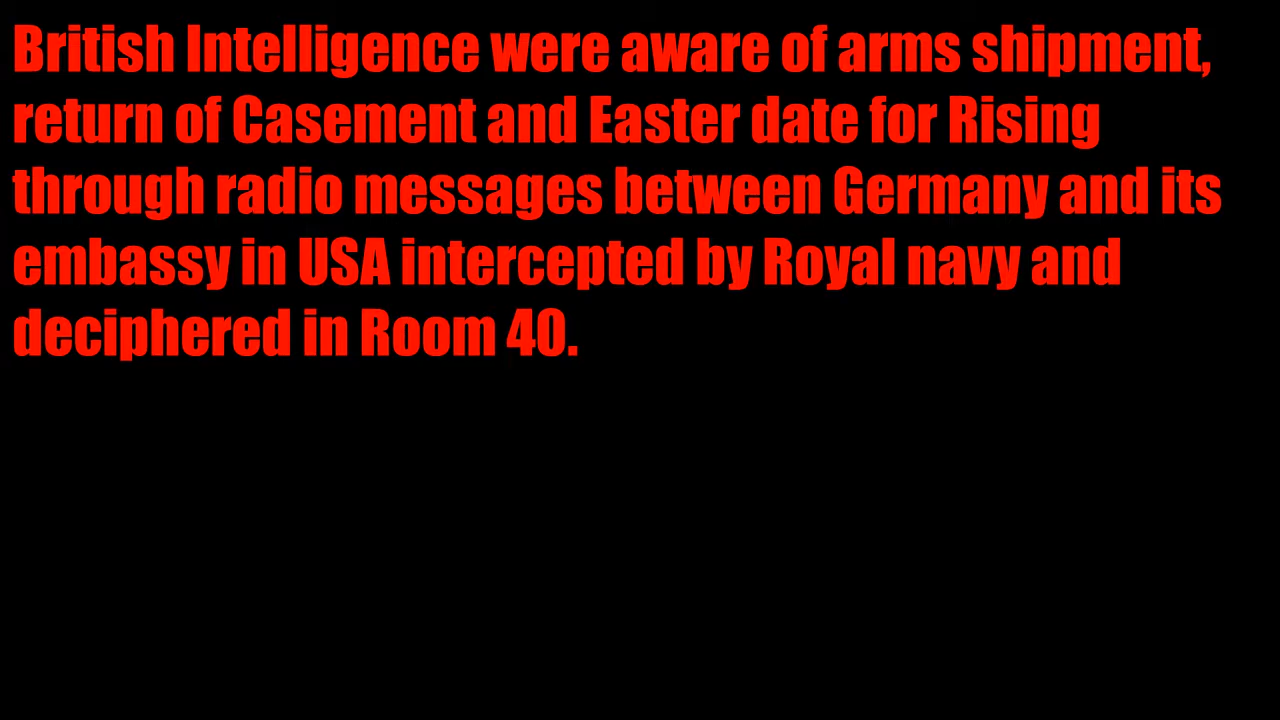 British Intelligence were aware of arms shipment,
return of Casement and Easter date for Rising
through radio messages between Germany and its
embassy in USA intercepted by Royal navy and
deciphered in Room 40.